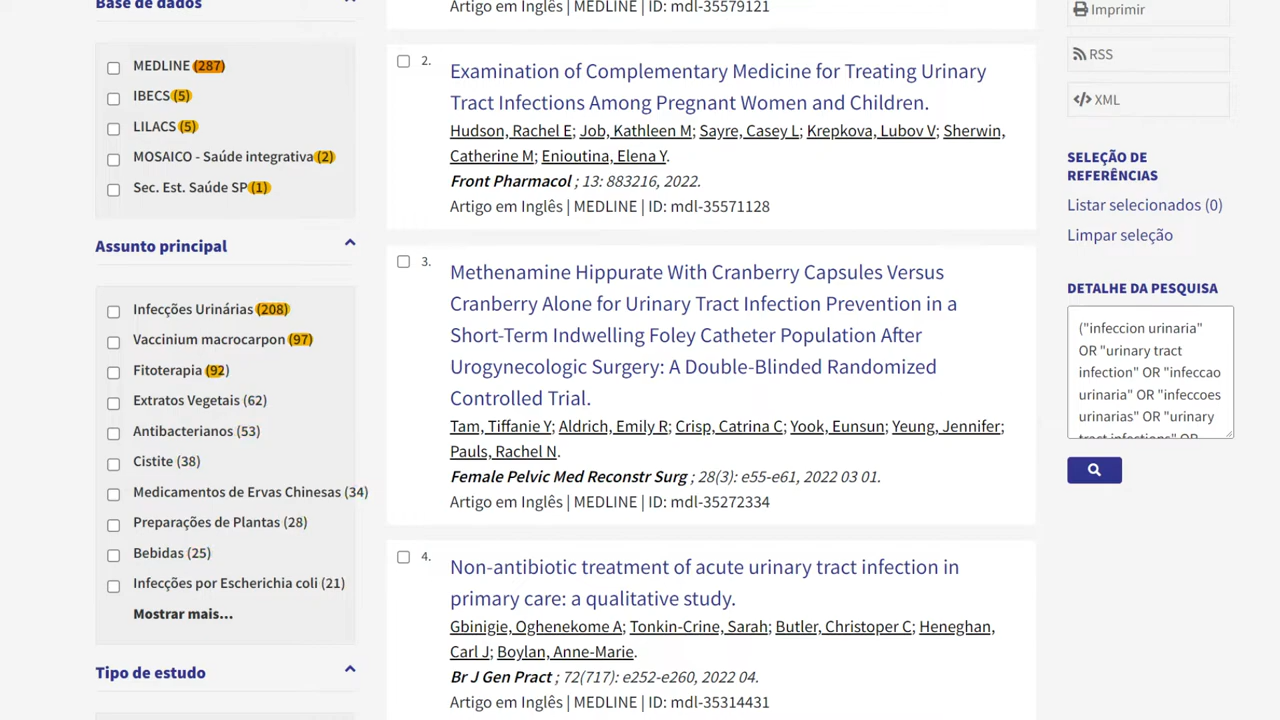 Base de dados
MEDLINE (287)
IBECS (5)
LILACS (5)
MOSAICO - Saúde integrativa (2)
Sec. Est. Saúde SP (1)
Assunto principal
Infecções Urinárias (208)
Vaccinium macrocarpon (97)
Fitoterapia (92)
Extratos Vegetais (62)
Antibacterianos (53)
Cistite (38)
Medicamentos de Ervas Chinesas (34)
Preparações de Plantas (28)
Bebidas (25)
Infecções por Escherichia coli (21)
Mostrar mais...
Tipo de estudo
Artigo em Inglês | MEDLINE | ID: mdl-35579121
2.
Examination of Complementary Medicine for Treating Urinary
Tract Infections Among Pregnant Women and Children.
Hudson, Rachel E; Job, Kathleen M; Sayre, Casey L; Krepkova, Lubov V; Sherwin,
Catherine M; Enioutina, Elena Y.
Front Pharmacol ; 13: 883216, 2022.
Artigo em Inglês | MEDLINE | ID: mdl-35571128
3.
Methenamine Hippurate With Cranberry Capsules Versus
Cranberry Alone for Urinary Tract Infection Prevention in a
Short-Term Indwelling Foley Catheter Population After
Urogynecologic Surgery: A Double-Blinded Randomized
Controlled Trial.
Tam, Tiffanie Y; Aldrich, Emily R; Crisp, Catrina C; Yook, Eunsun; Yeung, Jennifer;
Pauls, Rachel N.
Female Pelvic Med Reconstr Surg ; 28(3): e55-e61, 2022 03 01.
Artigo em Inglês | MEDLINE | ID: mdl-35272334
4.
Non-antibiotic treatment of acute urinary tract infection in
primary care: a qualitative study.
Gbinigie, Oghenekome A; Tonkin-Crine, Sarah; Butler, Christoper C; Heneghan,
Carl J; Boylan, Anne-Marie.
Br J Gen Pract ; 72(717): e252-e260, 2022 04.
Artigo em Inglês | MEDLINE | ID: mdl-35314431
Imprimir
RSS
</> XML
SELEÇÃO DE
REFERÊNCIAS
Listar selecionados (0)
Limpar seleção
DETALHE DA PESQUISA
("infeccion urinaria"
OR "urinary tract
infection" OR "infeccao
urinaria" OR "infeccoes
urinarias" OR "urinary
tract infections" OR